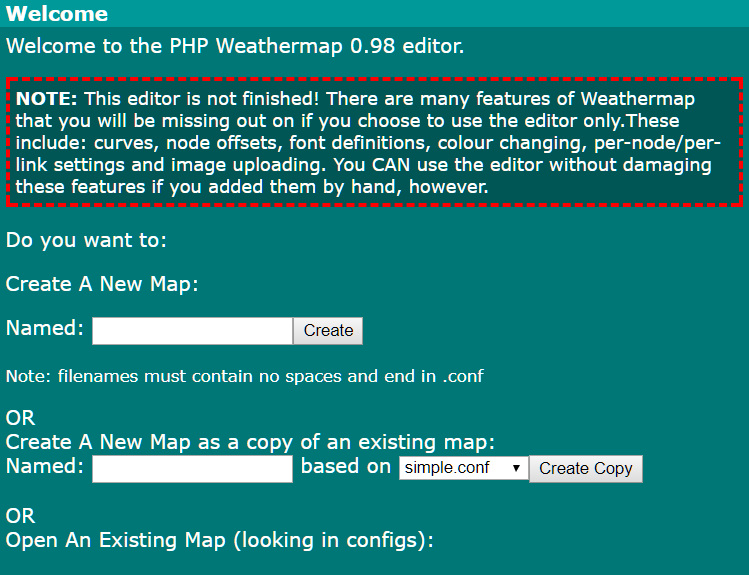 Welcome
Welcome to the PHP Weathermap 0.98 editor.
NOTE: This editor is not finished! There are many features of Weathermap
that you will be missing out on if you choose to use the editor only.These
include: curves, node offsets, font definitions, colour changing, per-node/per-
link settings and image uploading. You CAN use the editor without damaging
these features if you added them by hand, however.
Do you want to:
Create A New Map:
Named: Create
Note: filenames must contain no spaces and end in .conf
OR
Create A New Map as a copy of an existing map:
Named: based on simple.conf Create Copy
OR
Open An Existing Map (looking in configs):